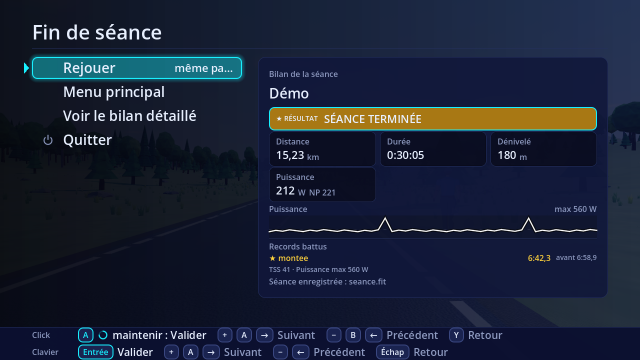 Fin de séance
Rejouer même pa...
Menu principal
Voir le bilan détaillé
Quitter
Bilan de la séance
Démo
★ RÉSULTAT SÉANCE TERMINÉE
Distance Durée Dénivelé
15,23 km 0:30:05 180 m
Puissance
212 W NP 221
Puissance max 560 W
Records battus
★ montee 6:42,3 avant 6:58,9
TSS 41 · Puissance max 560 W
Séance enregistrée : seance.fit
Click A maintenir : Valider + A → Suivant − B ← Précédent Y Retour
Clavier Entrée Valider + A → Suivant − ← Précédent Échap Retour